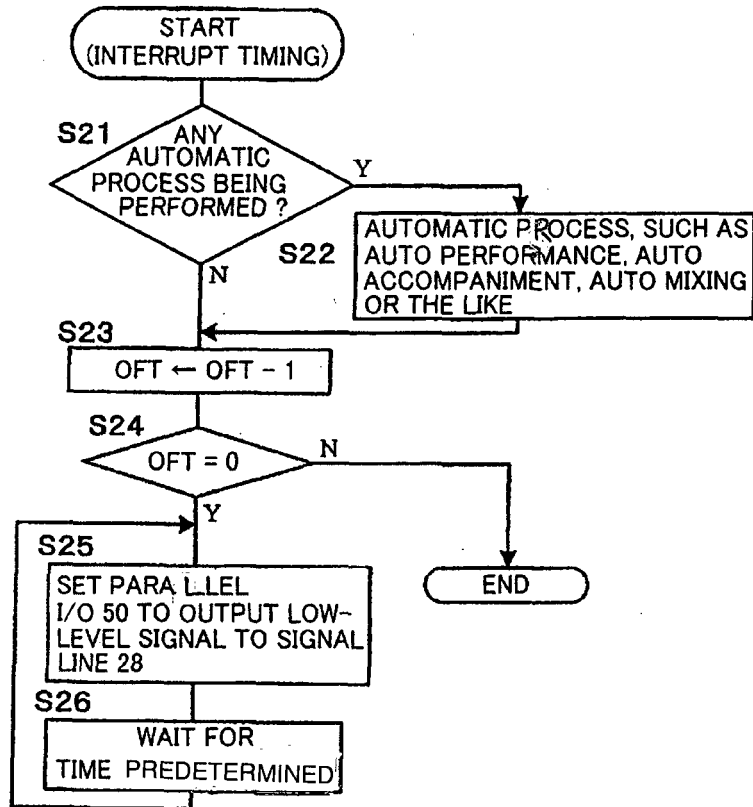 START
(INTERRUPT TIMING)
S21
ANY
AUTOMATIC
PROCESS BEING
PERFORMED ?
Y
S22
AUTOMATIC PROCESS, SUCH AS
AUTO PERFORMANCE, AUTO
ACCOMPANIMENT, AUTO MIXING
OR THE LIKE
N
S23
OFT ← OFT - 1
S24
OFT = 0
N
Y
END
S25
SET PARALLEL
I/O 50 TO OUTPUT LOW-
LEVEL SIGNAL TO SIGNAL
LINE 28
S26
WAIT FOR
TIME PREDETERMINED